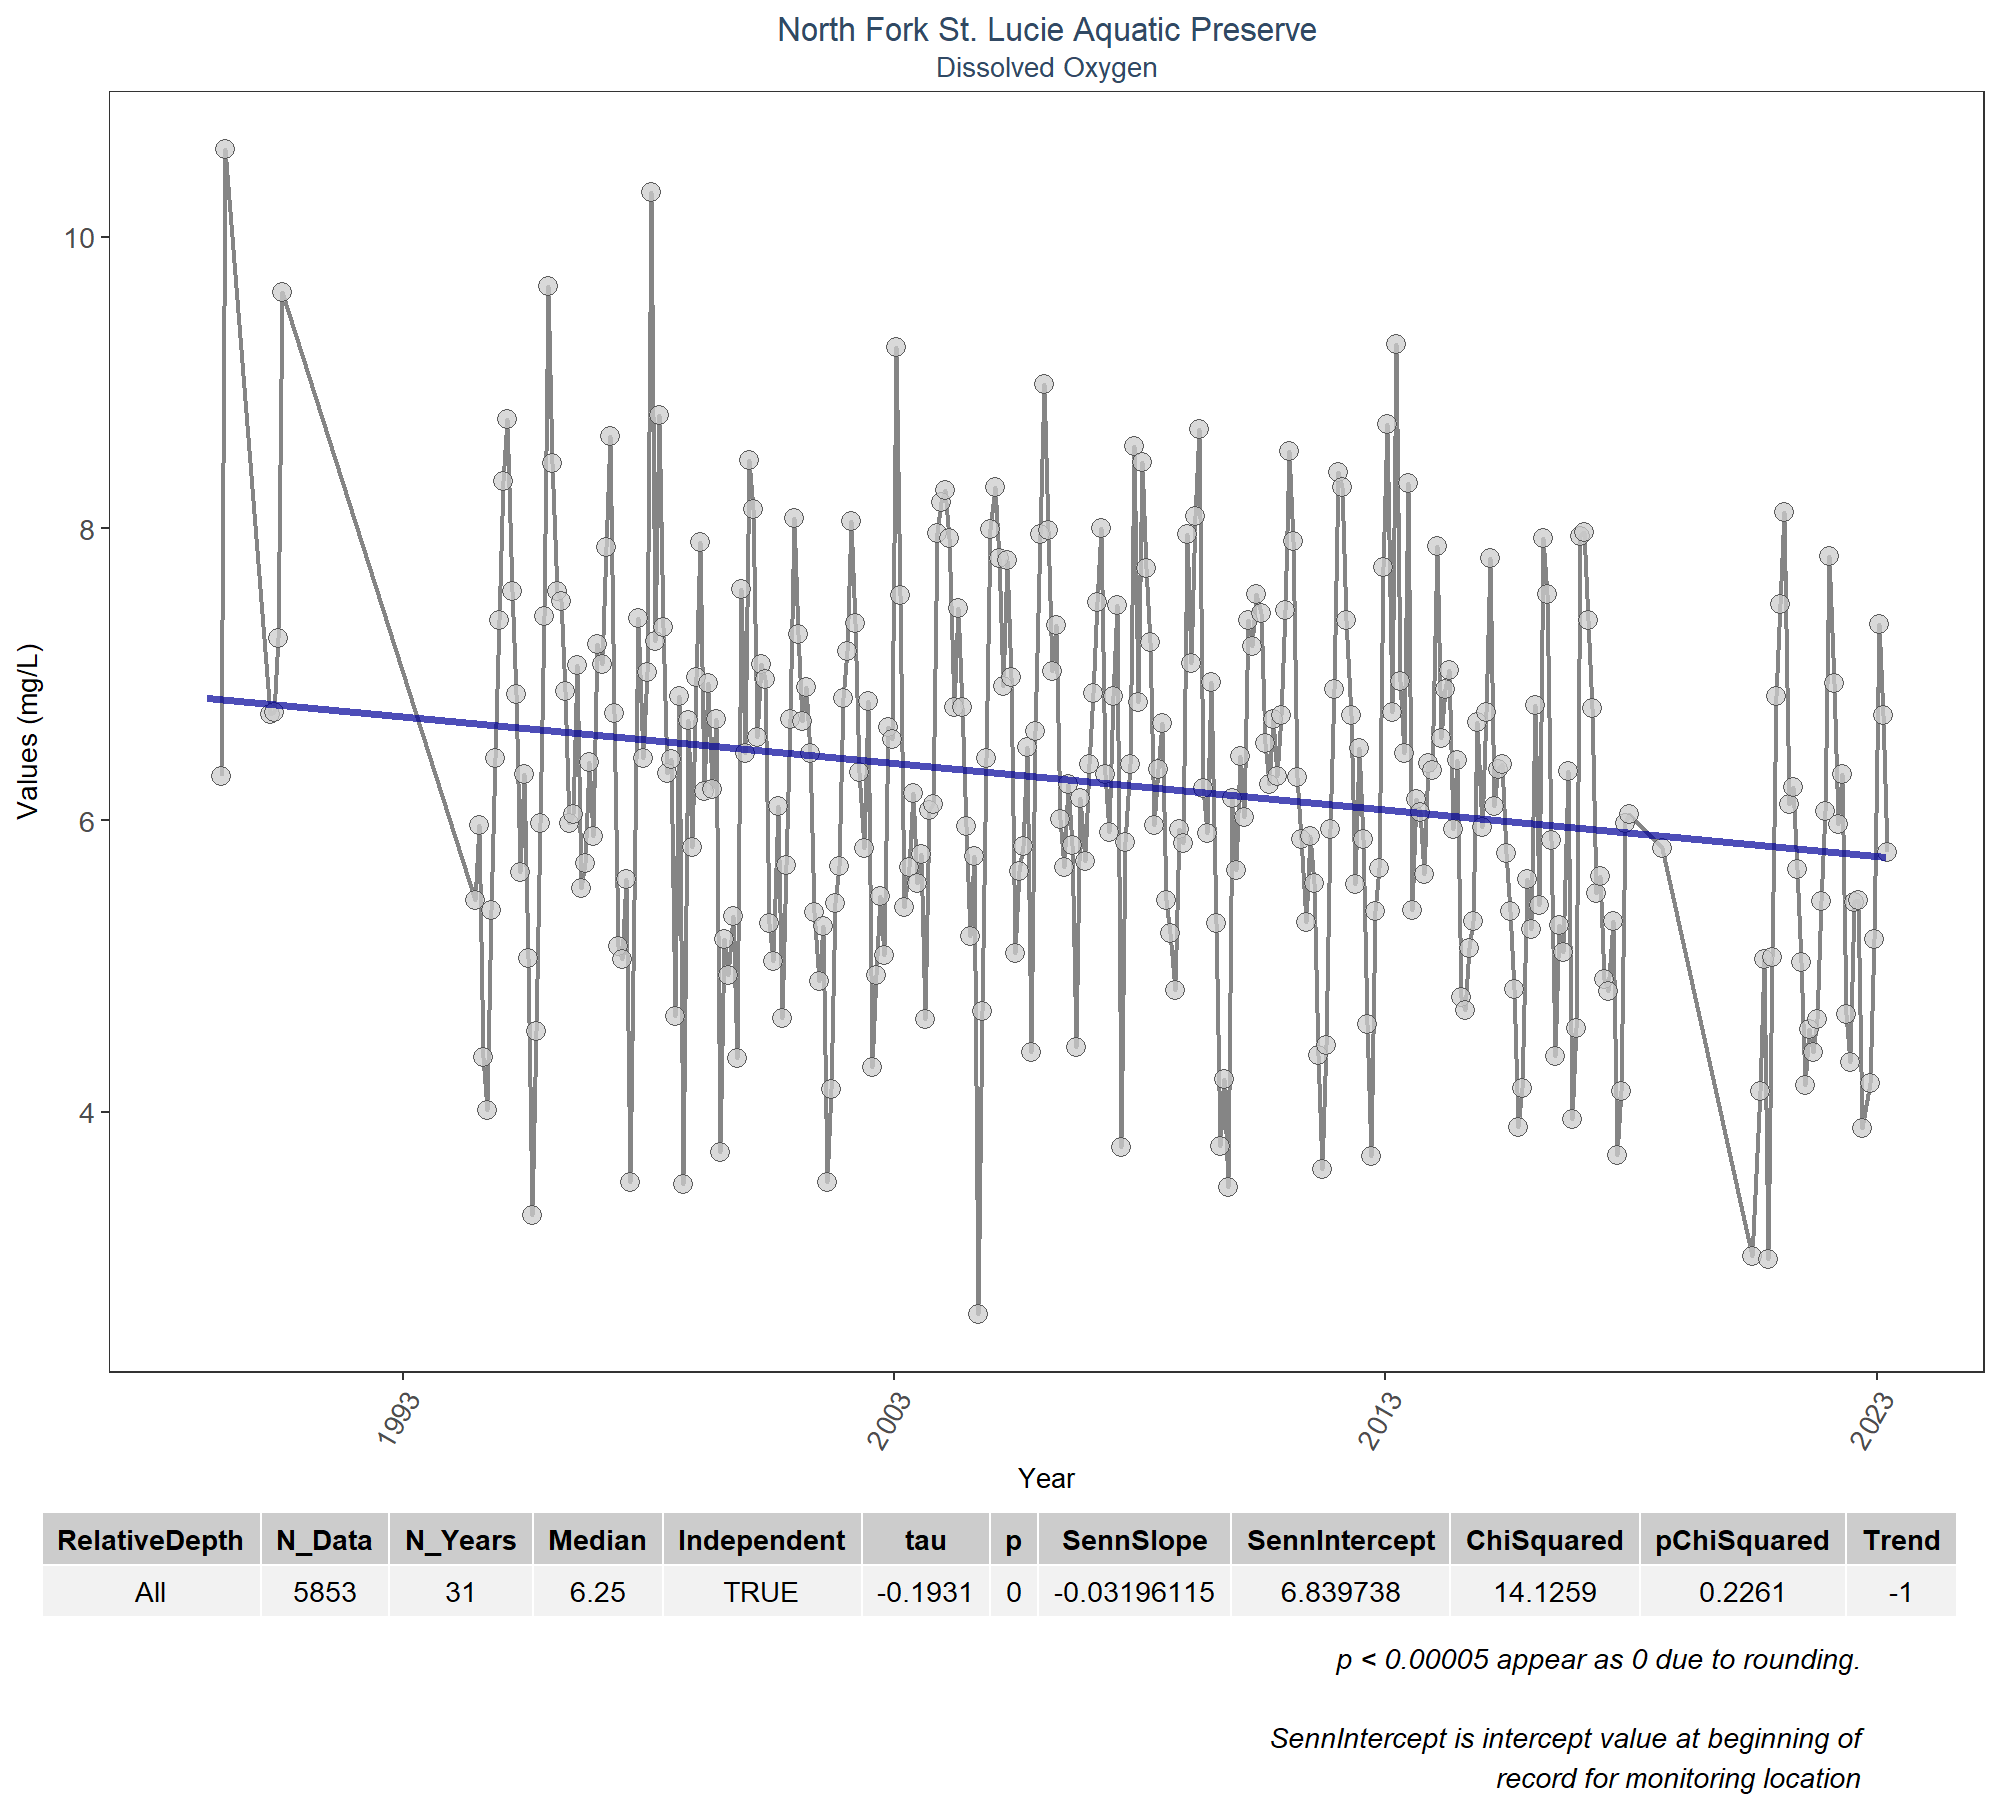 North Fork St. Lucie Aquatic Preserve
Dissolved Oxygen
10
8
6
4
Values (mg/L)
1993
2003
2013
2023
Year
RelativeDepth N_Data N_Years Median Independent tau p SennSlope SennIntercept ChiSquared pChiSquared Trend
All 5853 31 6.25 TRUE -0.1931 0 -0.03196115 6.839738 14.1259 0.2261 -1
p < 0.00005 appear as 0 due to rounding.
SennIntercept is intercept value at beginning of
record for monitoring location